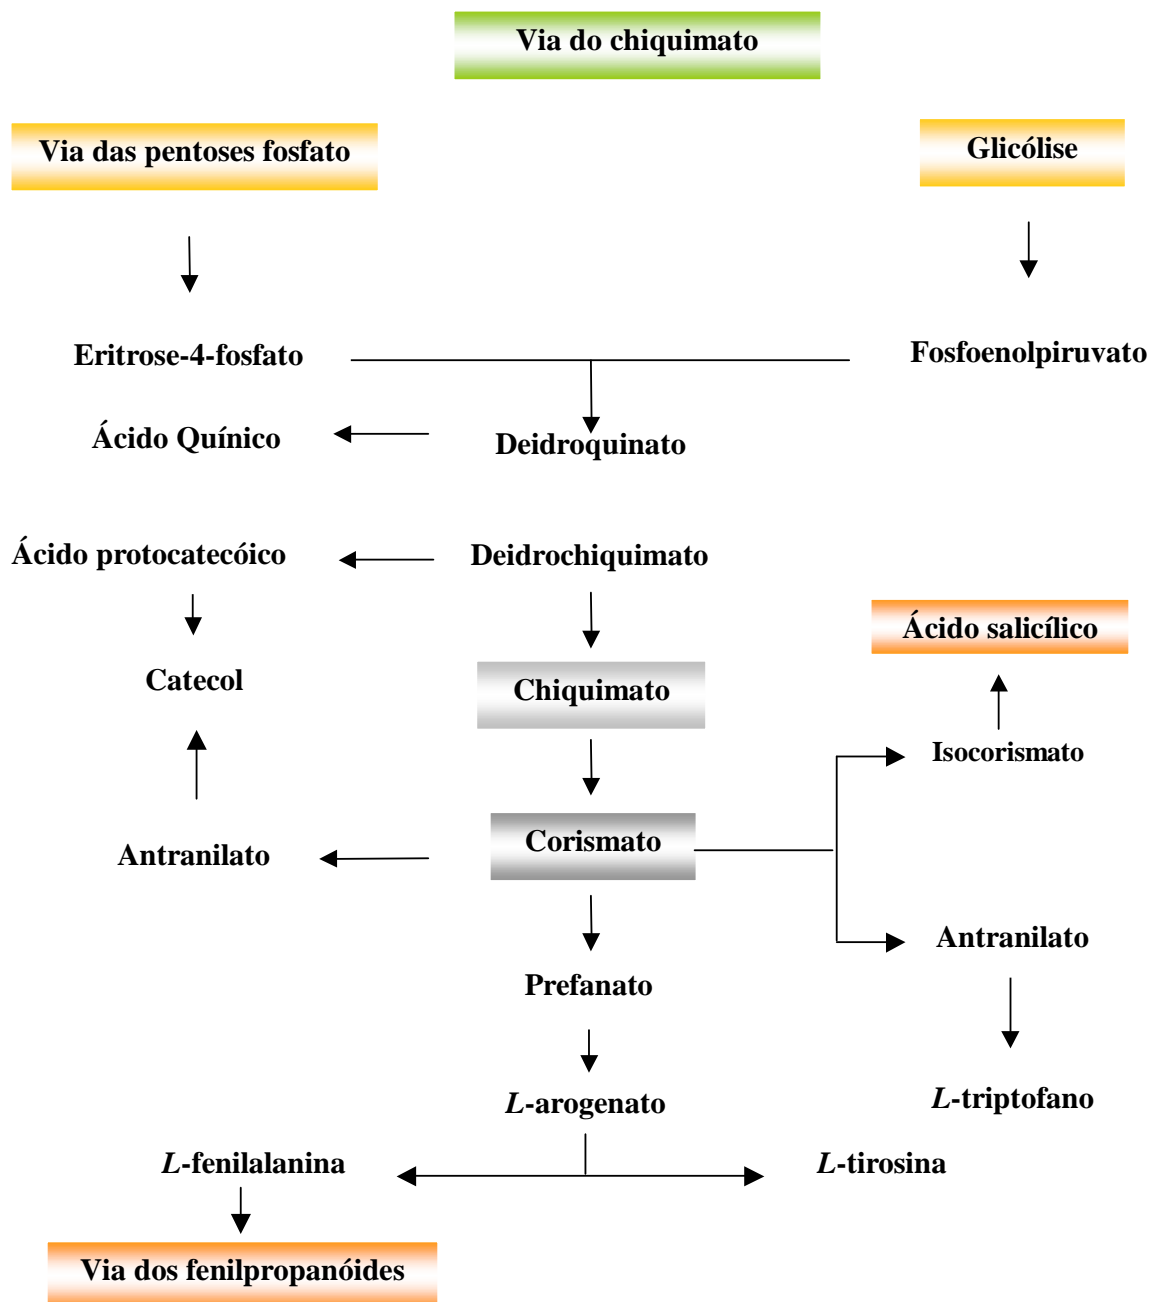 Via do chiquimato
Via das pentoses fosfato
Glicólise
Eritrose-4-fosfato
Fosfoenolpiruvato
Ácido Quínico
Deidroquinato
Ácido protocatecóico
Deidrochiquimato
Ácido salicílico
Catecol
Chiquimato
Isocorismato
Antranilato
Corismato
Antranilato
Prefanato
L-arogenato
L-triptofano
L-fenilalanina
L-tirosina
Via dos fenilpropanóides